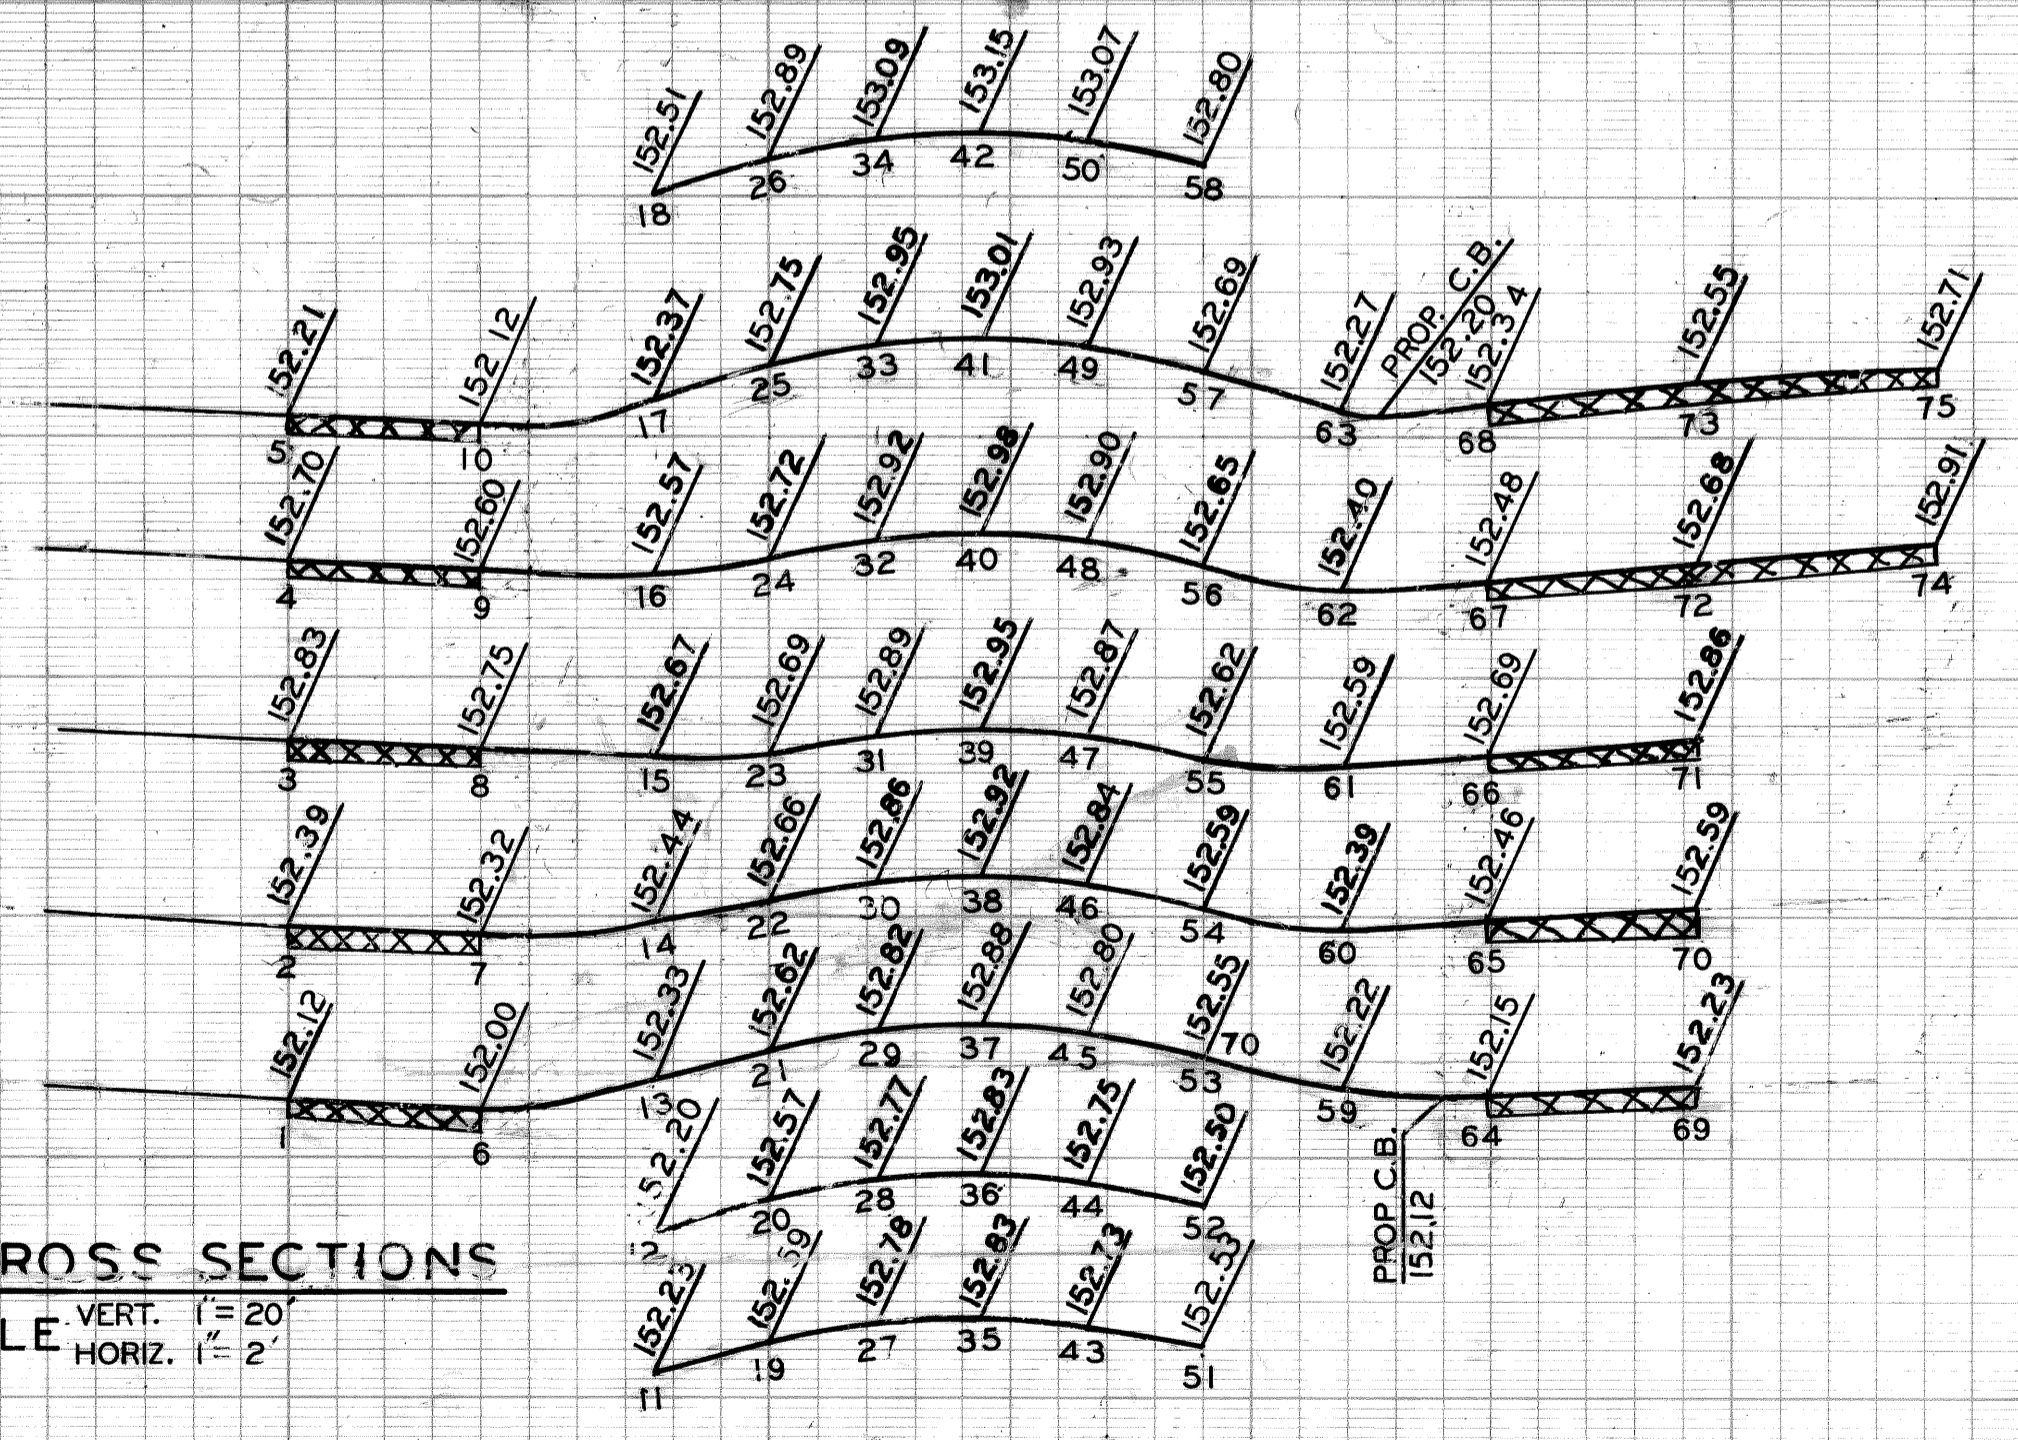 152.51 152.89 153.09 153.15 153.07 152.80
18 26 34 42 50 58
152.21 152 12 152.37 152.75 152.95 153.01 152.93 152.69 152.27 PROP. C.B. 152.20 152.34 152.55 152.71
5 10 17 25 33 41 49 57 63 68 73 75
152.70 152.60 152.57 152.72 152.92 152.98 152.90 152.65 152.40 152.48 152.68 152.91
4 9 16 24 32 40 48 56 62 67 72 74
152.83 152.75 152.67 152.69 152.89 152.95 152.87 152.62 152.59 152.69 152.86
3 8 15 23 31 39 47 55 61 66 71
152.39 152.32 152.44 152.66 152.86 152.92 152.84 152.59 152.39 152.46 152.59
2 7 14 22 30 38 46 54 60 65 70
152.12 152.00 152.33 152.62 152.82 152.88 152.80 152.55 70 152.22 152.15 152.23
1 6 13 21 29 37 45 53 59 64 69
152.20 152.57 152.77 152.83 152.75 152.50
12 20 28 36 44 52
PROP C.B.
152.12
152.23 152.59 152.78 152.83 152.73 152.53
11 19 27 35 43 51
ROSS SECTIONS
LE VERT. 1" = 20'
HORIZ. 1" = 2'